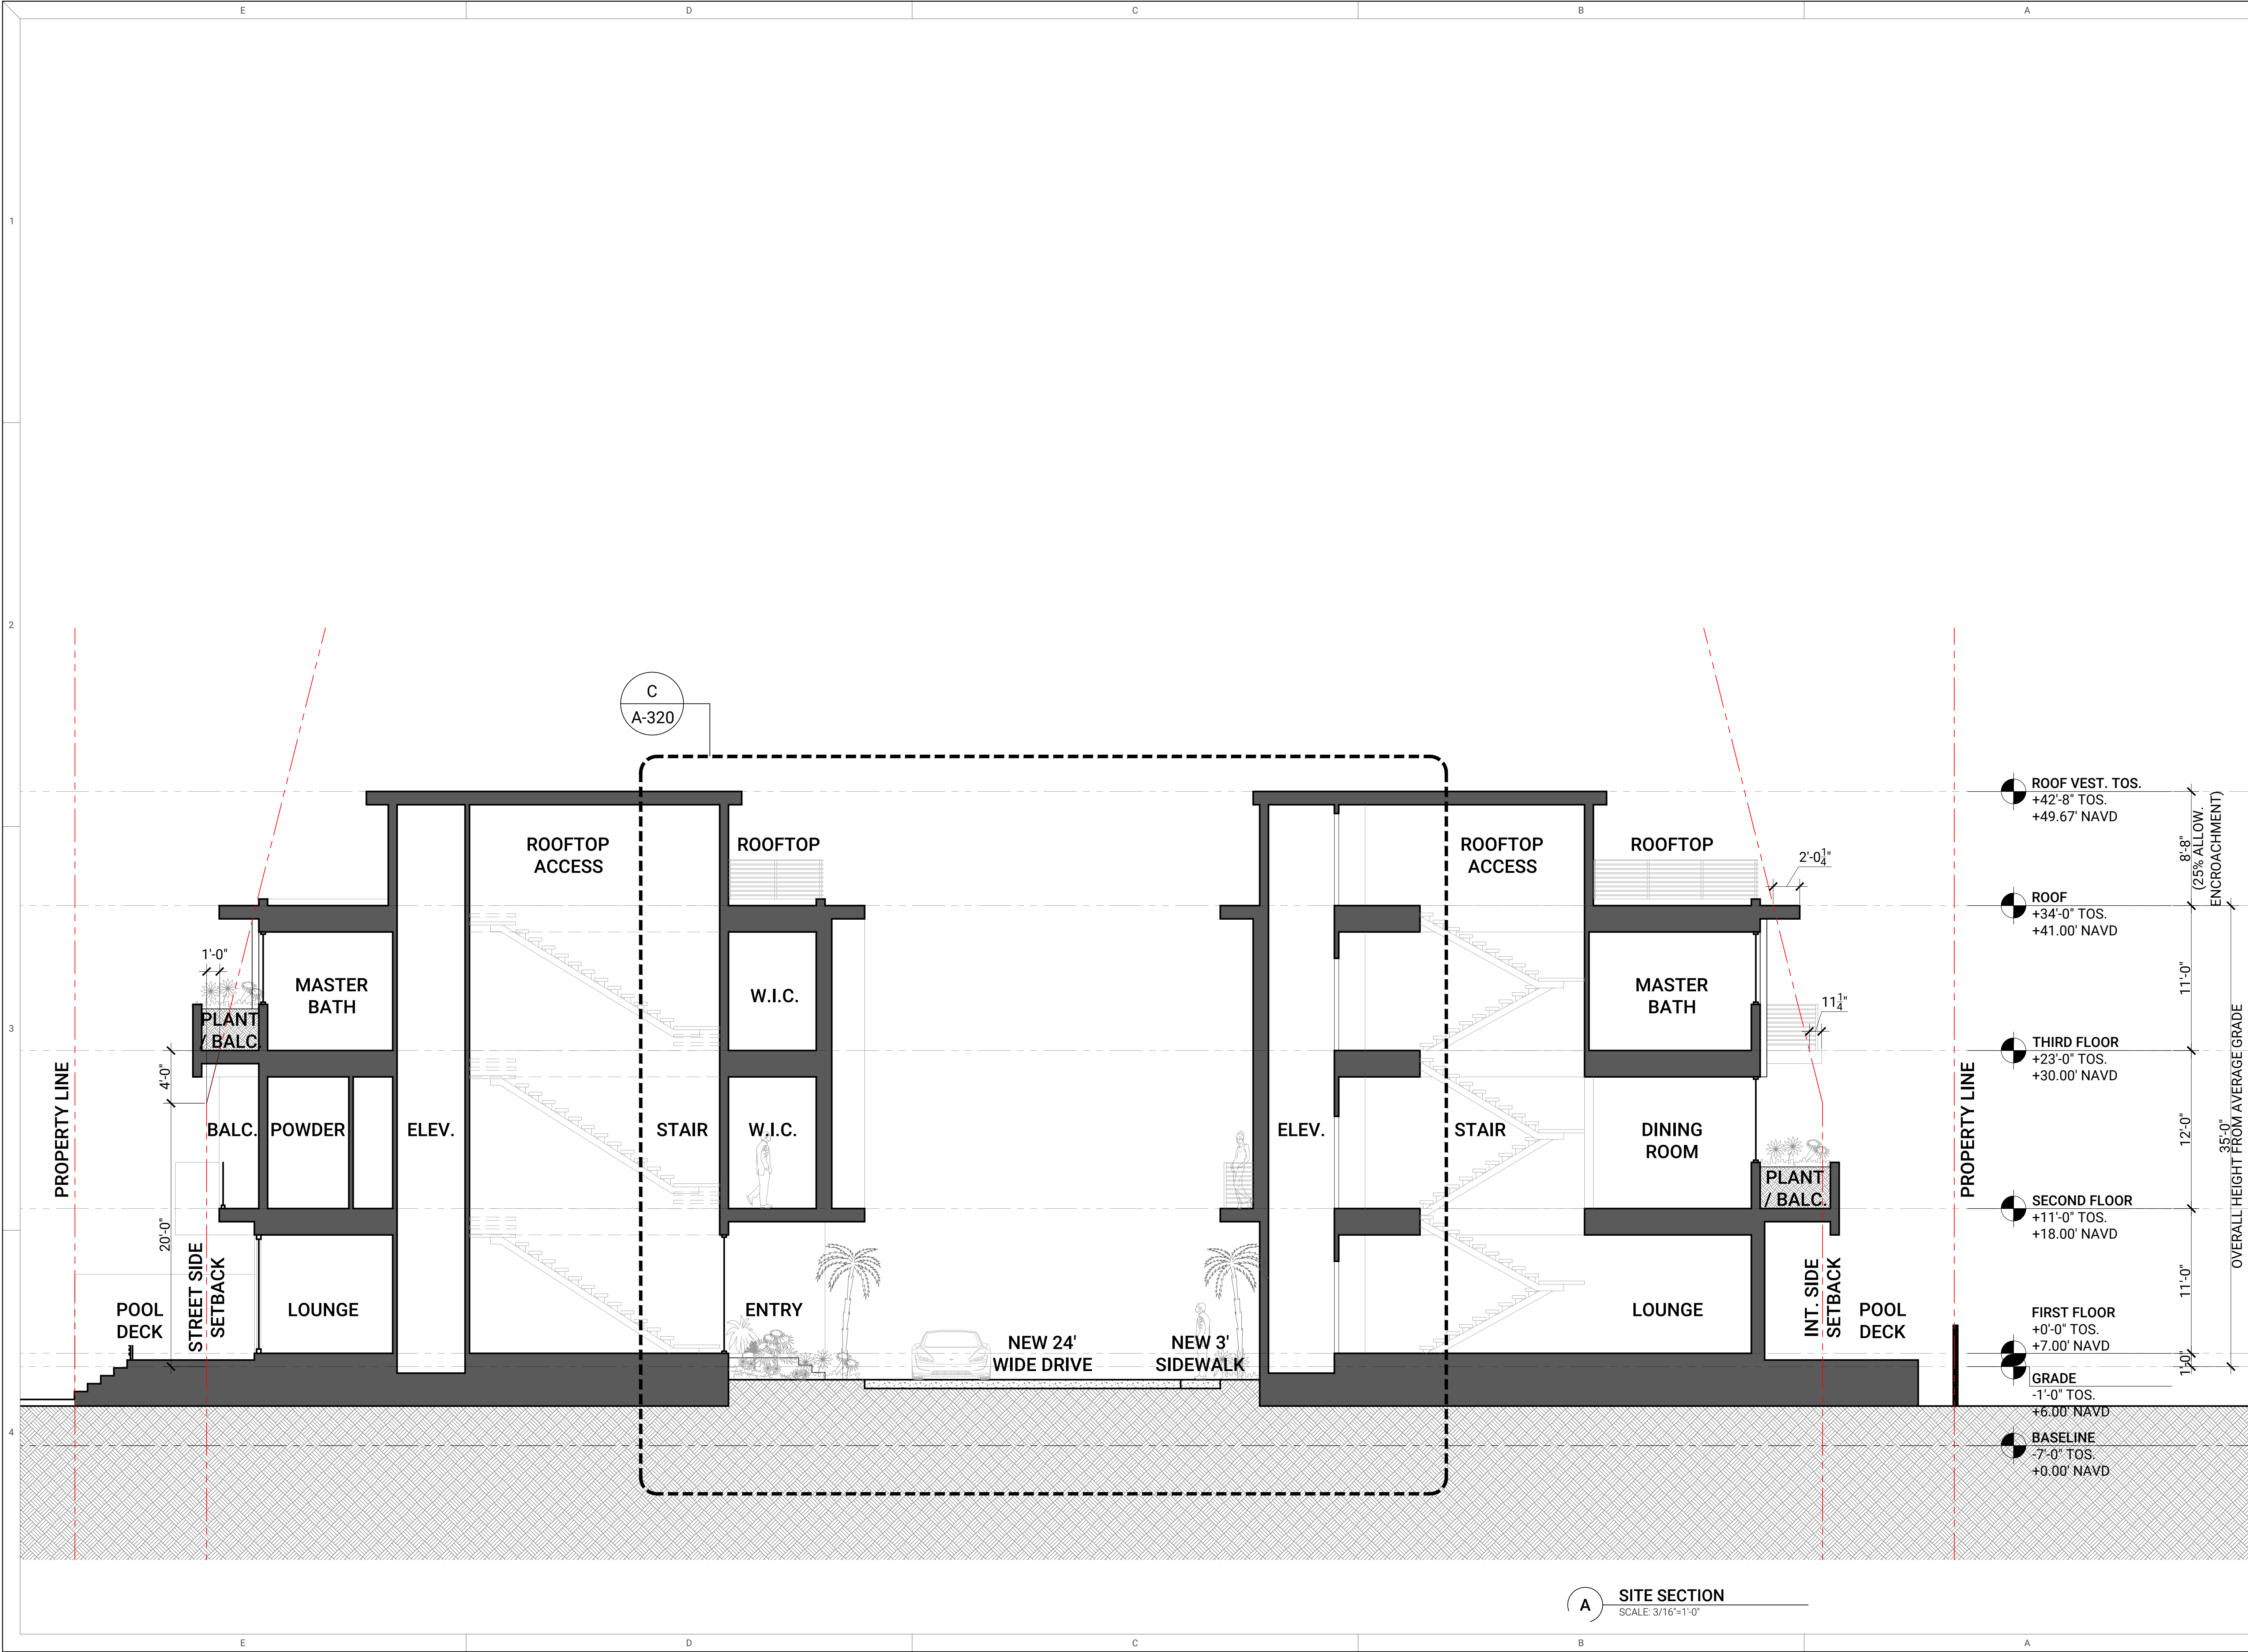 E
D
C
B
A
1
2
3
4
C
A-320
ROOFTOP
ACCESS
ROOFTOP
ROOFTOP
ACCESS
ROOFTOP
2'-0 1/4"
1'-0"
MASTER
BATH
W.I.C.
MASTER
BATH
11 1/4"
PLANT
/ BALC.
4'-0"
PROPERTY LINE
BALC.
POWDER
ELEV.
STAIR
W.I.C.
ELEV.
STAIR
DINING
ROOM
PLANT
/ BALC.
PROPERTY LINE
20'-0"
STREET SIDE
SETBACK
POOL
DECK
LOUNGE
ENTRY
NEW 24'
WIDE DRIVE
NEW 3'
SIDEWALK
LOUNGE
INT. SIDE
SETBACK
POOL
DECK
ROOF VEST. TOS.
+42'-8" TOS.
+49.67' NAVD
8'-8"
(25% ALLOW.
ENCROACHMENT)
ROOF
+34'-0" TOS.
+41.00' NAVD
11'-0"
THIRD FLOOR
+23'-0" TOS.
+30.00' NAVD
12'-0"
35'-0"
OVERALL HEIGHT FROM AVERAGE GRADE
SECOND FLOOR
+11'-0" TOS.
+18.00' NAVD
11'-0"
FIRST FLOOR
+0'-0" TOS.
+7.00' NAVD
1'-0"
GRADE
-1'-0" TOS.
+6.00' NAVD
BASELINE
-7'-0" TOS.
+0.00' NAVD
A
SITE SECTION
SCALE: 3/16"=1'-0"
E
D
C
B
A